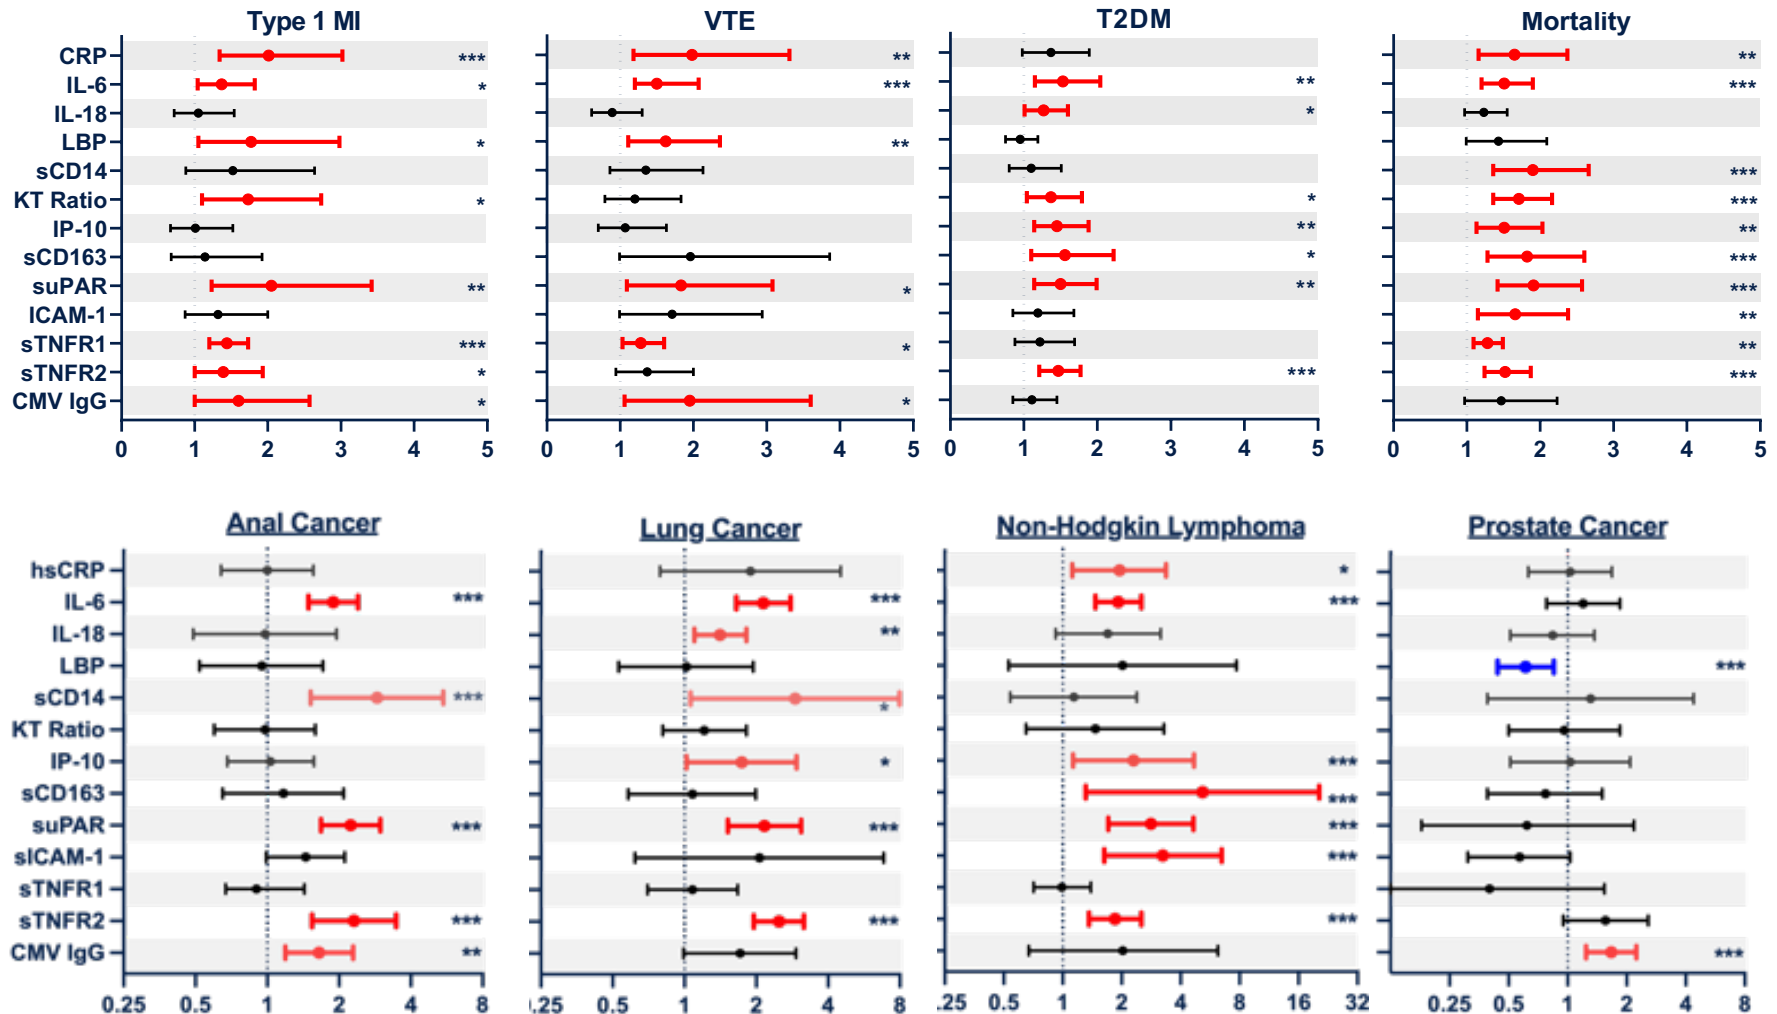 Type 1 MI VTE T2DM Mortality
CRP *** ** **
IL-6 * *** ** ***
IL-18 *
LBP * **
sCD14 ***
KT Ratio * * ***
IP-10 ** **
sCD163 * ***
suPAR ** * ** ***
ICAM-1 **
sTNFR1 *** * **
sTNFR2 * *** ***
CMV IgG * *
0 1 2 3 4 5 0 1 2 3 4 5 0 1 2 3 4 5 0 1 2 3 4 5
Anal Cancer Lung Cancer Non-Hodgkin Lymphoma Prostate Cancer
hsCRP *
IL-6 *** *** ***
IL-18 **
LBP ***
sCD14 *** *
KT Ratio
IP-10 * ***
sCD163 ***
suPAR *** *** ***
sICAM-1 ***
sTNFR1
sTNFR2 *** *** ***
CMV IgG ** ***
0.25 0.5 1 2 4 8 .25 0.5 1 2 4 8 .25 0.5 1 2 4 8 16 32 0.25 0.5 1 2 4 8